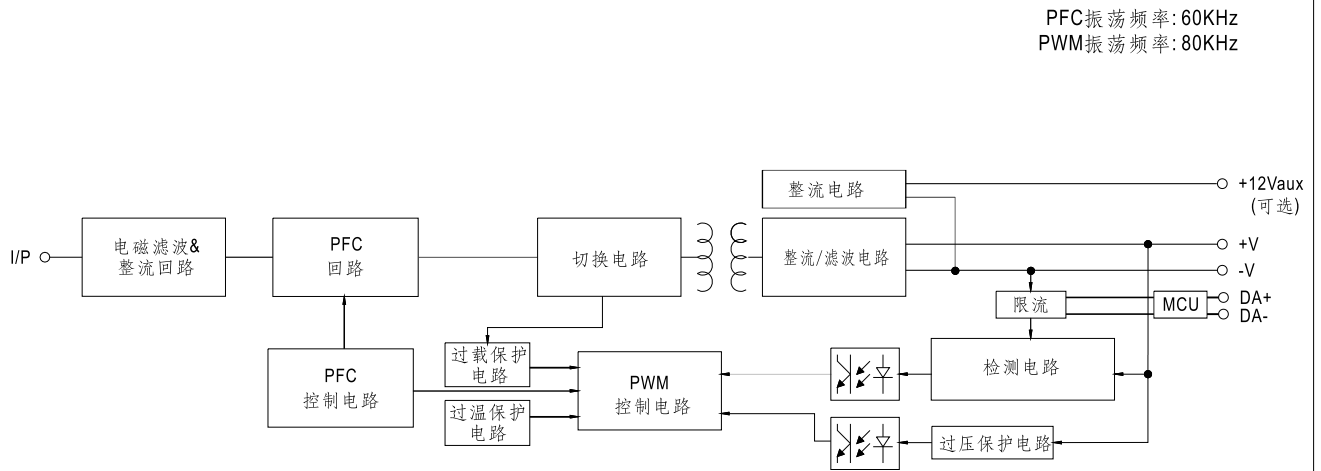 PFC振荡频率:60KHz
PWM振荡频率:80KHz
整流电路
+12Vaux
(可选)
I/P
电磁滤波&
整流回路
PFC
回路
切换电路
整流/滤波电路
+V
-V
限流
MCU
DA+
DA-
过载保护
电路
PFC
控制电路
PWM
控制电路
检测电路
过温保护
电路
过压保护电路